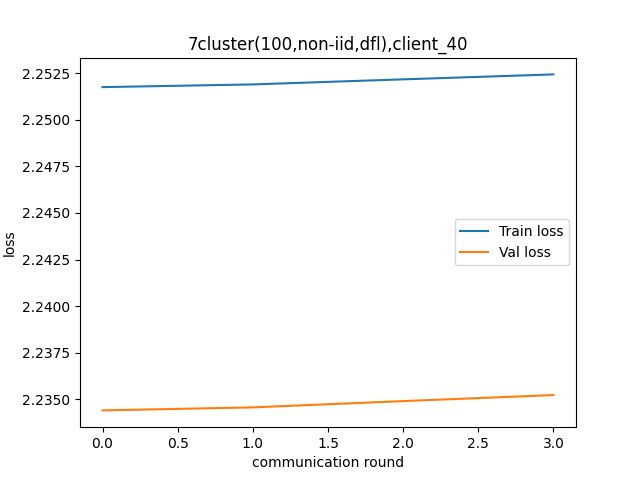 7cluster(100,non-iid,dfl),client_40
2.2525
2.2500
2.2475
2.2450
2.2425
2.2400
2.2375
2.2350
loss
Train loss
Val loss
0.0 0.5 1.0 1.5 2.0 2.5 3.0
communication round